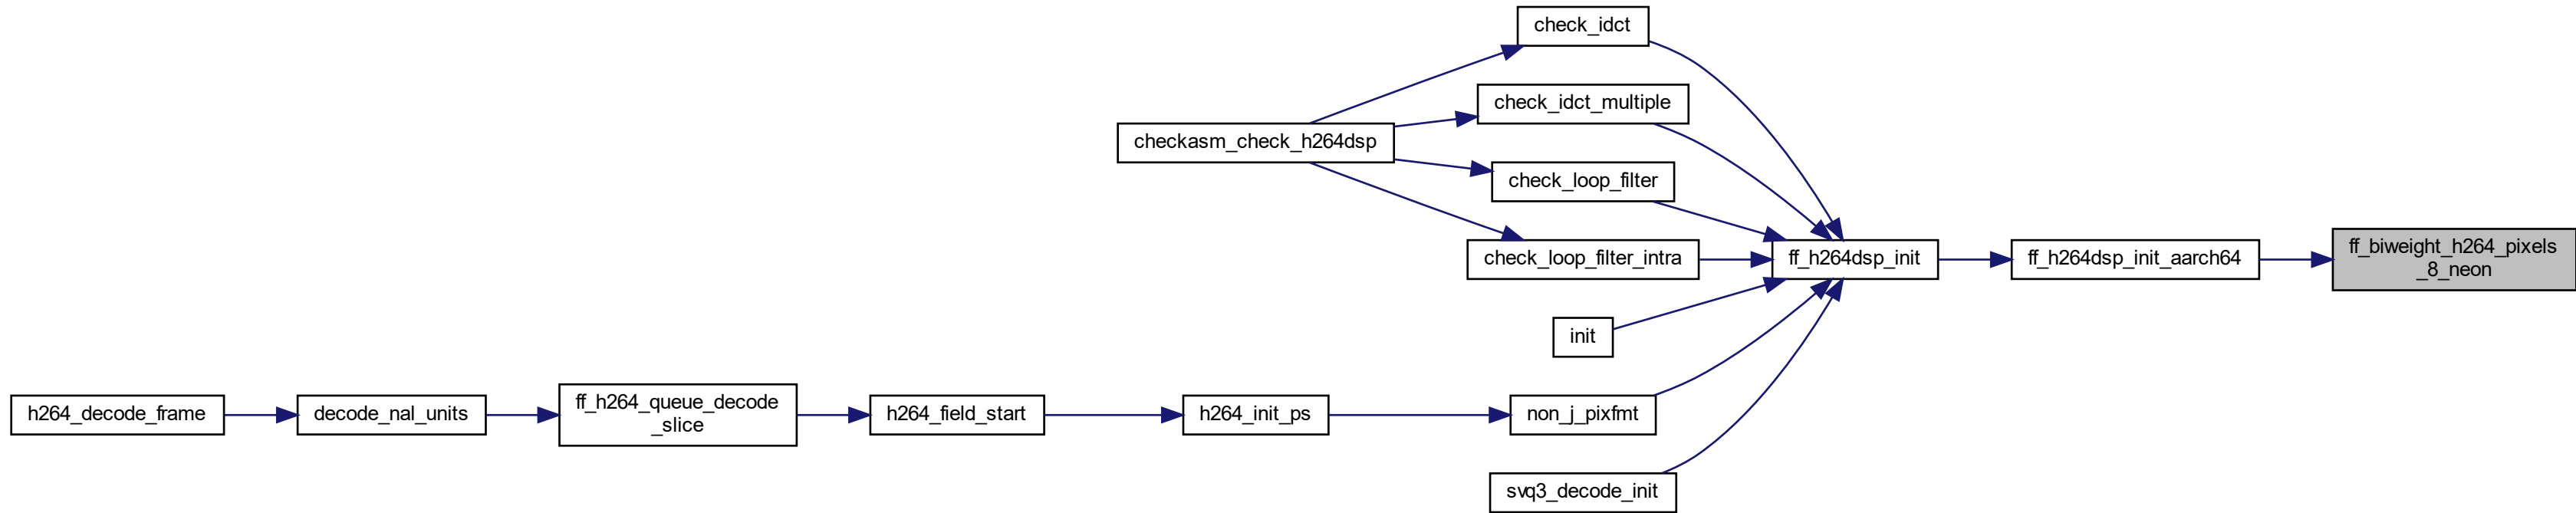 check_idct
check_idct_multiple
checkasm_check_h264dsp
check_loop_filter
check_loop_filter_intra
ff_h264dsp_init
ff_h264dsp_init_aarch64
ff_biweight_h264_pixels
_8_neon
init
h264_decode_frame
decode_nal_units
ff_h264_queue_decode
_slice
h264_field_start
h264_init_ps
non_j_pixfmt
svq3_decode_init